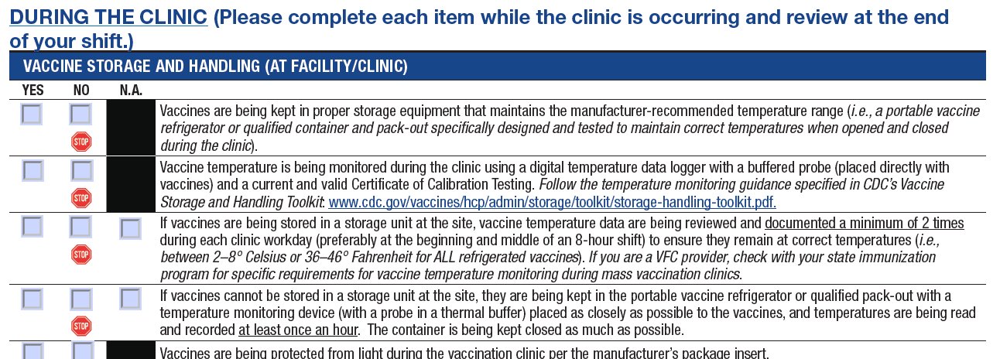 DURING THE CLINIC (Please complete each item while the clinic is occurring and review at the end
of your shift.)
VACCINE STORAGE AND HANDLING (AT FACILITY/CLINIC)
YES NO N.A.
Vaccines are being kept in proper storage equipment that maintains the manufacturer-recommended temperature range (i.e., a portable vaccine
refrigerator or qualified container and pack-out specifically designed and tested to maintain correct temperatures when opened and closed
during the clinic).
STOP
Vaccine temperature is being monitored during the clinic using a digital temperature data logger with a buffered probe (placed directly with
vaccines) and a current and valid Certificate of Calibration Testing. Follow the temperature monitoring guidance specified in CDC's Vaccine
Storage and Handling Toolkit: www.cdc.gov/vaccines/hcp/admin/storage/toolkit/storage-handling-toolkit.pdf.
STOP
If vaccines are being stored in a storage unit at the site, vaccine temperature data are being reviewed and documented a minimum of 2 times
during each clinic workday (preferably at the beginning and middle of an 8-hour shift) to ensure they remain at correct temperatures (i.e.,
between 2–8º Celsius or 36–46º Fahrenheit for ALL refrigerated vaccines). If you are a VFC provider, check with your state immunization
program for specific requirements for vaccine temperature monitoring during mass vaccination clinics.
STOP
If vaccines cannot be stored in a storage unit at the site, they are being kept in the portable vaccine refrigerator or qualified pack-out with a
temperature monitoring device (with a probe in a thermal buffer) placed as closely as possible to the vaccines, and temperatures are being read
and recorded at least once an hour. The container is being kept closed as much as possible.
STOP
Vaccines are being protected from light during the vaccination clinic per the manufacturer's package insert.